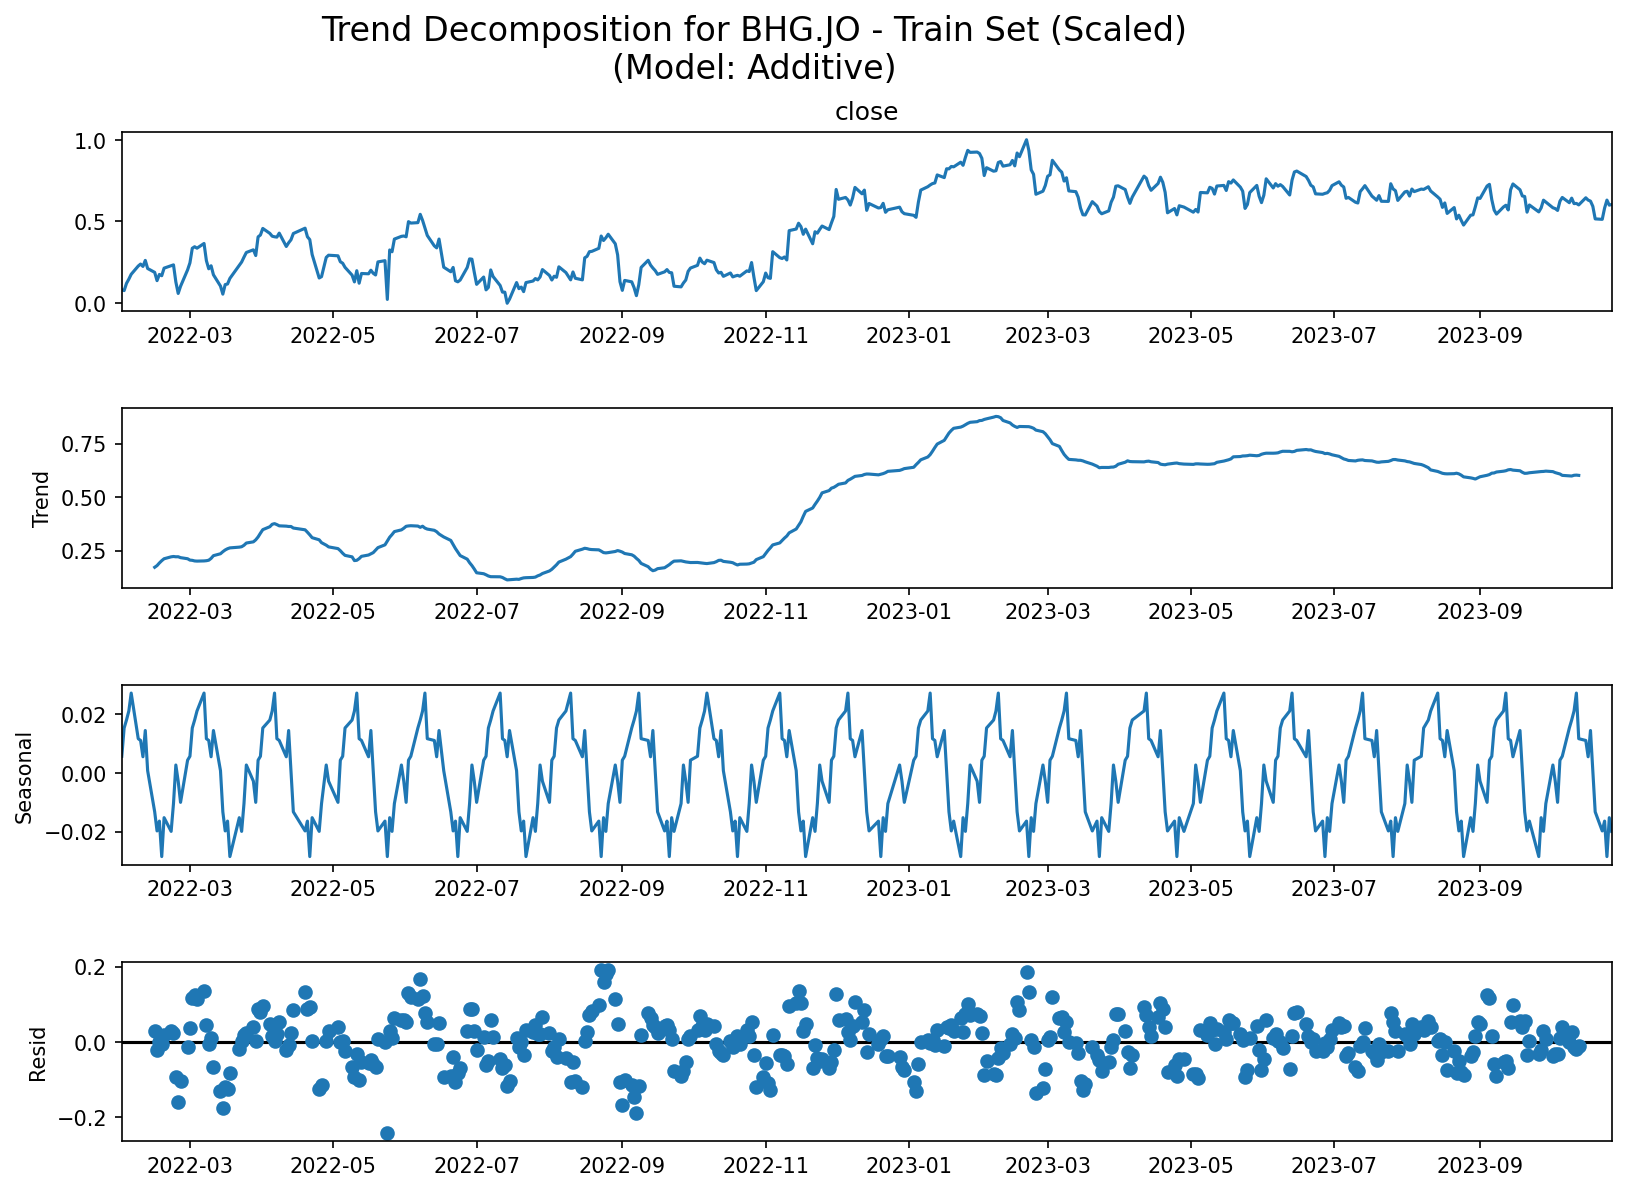 Trend Decomposition for BHG.JO - Train Set (Scaled)
(Model: Additive)
close
1.0
0.5
0.0
2022-03 2022-05 2022-07 2022-09 2022-11 2023-01 2023-03 2023-05 2023-07 2023-09
Trend
0.75
0.50
0.25
2022-03 2022-05 2022-07 2022-09 2022-11 2023-01 2023-03 2023-05 2023-07 2023-09
Seasonal
0.02
0.00
−0.02
2022-03 2022-05 2022-07 2022-09 2022-11 2023-01 2023-03 2023-05 2023-07 2023-09
Resid
0.2
0.0
−0.2
2022-03 2022-05 2022-07 2022-09 2022-11 2023-01 2023-03 2023-05 2023-07 2023-09